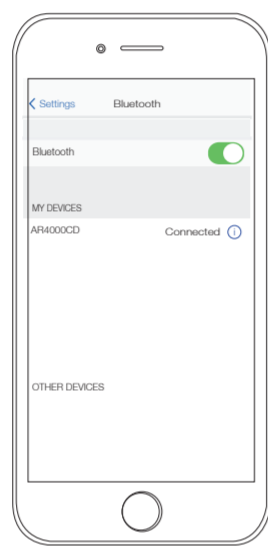 Settings Bluetooth
Bluetooth
MY DEVICES
AR4000CD Connected i
OTHER DEVICES